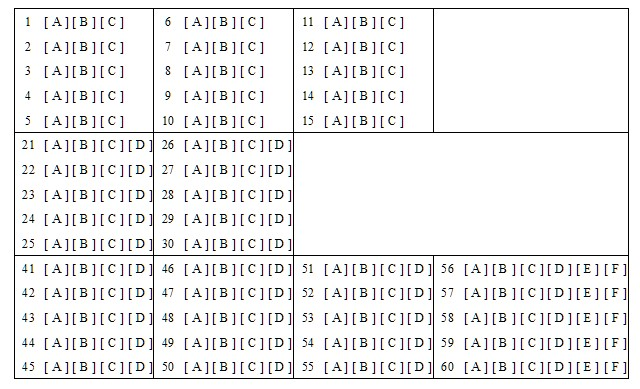 1 [ A ] [ B ] [ C ] 6 [ A ] [ B ] [ C ] 11 [ A ] [ B ] [ C ]
2 [ A ] [ B ] [ C ] 7 [ A ] [ B ] [ C ] 12 [ A ] [ B ] [ C ]
3 [ A ] [ B ] [ C ] 8 [ A ] [ B ] [ C ] 13 [ A ] [ B ] [ C ]
4 [ A ] [ B ] [ C ] 9 [ A ] [ B ] [ C ] 14 [ A ] [ B ] [ C ]
5 [ A ] [ B ] [ C ] 10 [ A ] [ B ] [ C ] 15 [ A ] [ B ] [ C ]
21 [ A ] [ B ] [ C ] [ D ] 26 [ A ] [ B ] [ C ] [ D ]
22 [ A ] [ B ] [ C ] [ D ] 27 [ A ] [ B ] [ C ] [ D ]
23 [ A ] [ B ] [ C ] [ D ] 28 [ A ] [ B ] [ C ] [ D ]
24 [ A ] [ B ] [ C ] [ D ] 29 [ A ] [ B ] [ C ] [ D ]
25 [ A ] [ B ] [ C ] [ D ] 30 [ A ] [ B ] [ C ] [ D ]
41 [ A ] [ B ] [ C ] [ D ] 46 [ A ] [ B ] [ C ] [ D ] 51 [ A ] [ B ] [ C ] [ D ] 56 [ A ] [ B ] [ C ] [ D ] [ E ] [ F ]
42 [ A ] [ B ] [ C ] [ D ] 47 [ A ] [ B ] [ C ] [ D ] 52 [ A ] [ B ] [ C ] [ D ] 57 [ A ] [ B ] [ C ] [ D ] [ E ] [ F ]
43 [ A ] [ B ] [ C ] [ D ] 48 [ A ] [ B ] [ C ] [ D ] 53 [ A ] [ B ] [ C ] [ D ] 58 [ A ] [ B ] [ C ] [ D ] [ E ] [ F ]
44 [ A ] [ B ] [ C ] [ D ] 49 [ A ] [ B ] [ C ] [ D ] 54 [ A ] [ B ] [ C ] [ D ] 59 [ A ] [ B ] [ C ] [ D ] [ E ] [ F ]
45 [ A ] [ B ] [ C ] [ D ] 50 [ A ] [ B ] [ C ] [ D ] 55 [ A ] [ B ] [ C ] [ D ] 60 [ A ] [ B ] [ C ] [ D ] [ E ] [ F ]